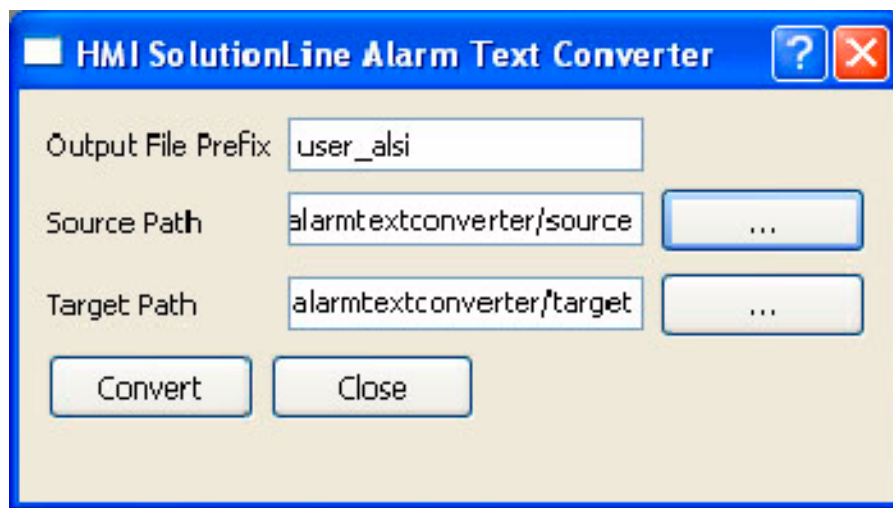 HMI SolutionLine Alarm Text Converter
?
Output File Prefix user_alsi
Source Path alarmtextconverter/source ...
Target Path alarmtextconverter/target ...
Convert Close